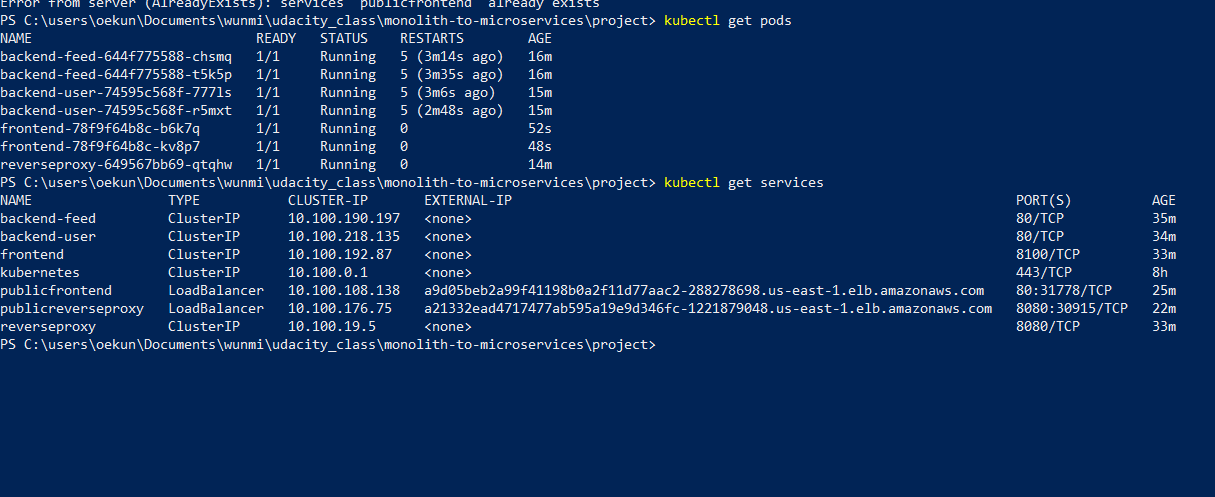 Error from server (AlreadyExists): services "publicfrontend" already exists
PS C:\users\oekun\Documents\wunmi\udacity_class\monolith-to-microservices\project> kubectl get pods
NAME READY STATUS RESTARTS AGE
backend-feed-644f775588-chsmq 1/1 Running 5 (3m14s ago) 16m
backend-feed-644f775588-t5k5p 1/1 Running 5 (3m35s ago) 16m
backend-user-74595c568f-777ls 1/1 Running 5 (3m6s ago) 15m
backend-user-74595c568f-r5mxt 1/1 Running 5 (2m48s ago) 15m
frontend-78f9f64b8c-b6k7q 1/1 Running 0 52s
frontend-78f9f64b8c-kv8p7 1/1 Running 0 48s
reverseproxy-649567bb69-qtqhw 1/1 Running 0 14m
PS C:\users\oekun\Documents\wunmi\udacity_class\monolith-to-microservices\project> kubectl get services
NAME TYPE CLUSTER-IP EXTERNAL-IP PORT(S) AGE
backend-feed ClusterIP 10.100.190.197 <none> 80/TCP 35m
backend-user ClusterIP 10.100.218.135 <none> 80/TCP 34m
frontend ClusterIP 10.100.192.87 <none> 8100/TCP 33m
kubernetes ClusterIP 10.100.0.1 <none> 443/TCP 8h
publicfrontend LoadBalancer 10.100.108.138 a9d05beb2a99f41198b0a2f11d77aac2-288278698.us-east-1.elb.amazonaws.com 80:31778/TCP 25m
publicreverseproxy LoadBalancer 10.100.176.75 a21332ead4717477ab595a19e9d346fc-1221879048.us-east-1.elb.amazonaws.com 8080:30915/TCP 22m
reverseproxy ClusterIP 10.100.19.5 <none> 8080/TCP 33m
PS C:\users\oekun\Documents\wunmi\udacity_class\monolith-to-microservices\project>